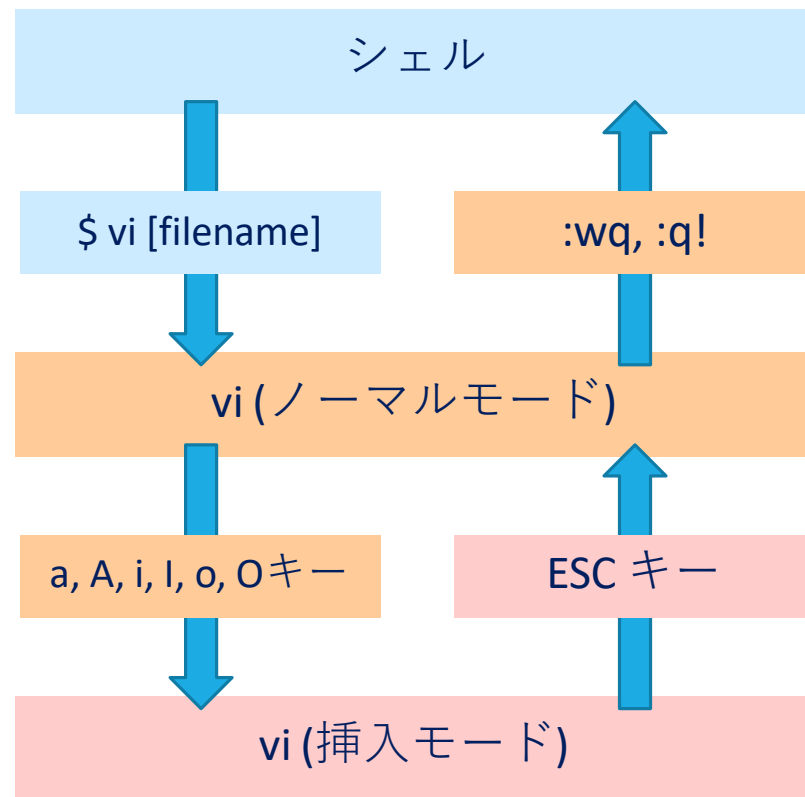 シェル
$ vi [filename]
:wq, :q!
vi (ノーマルモード)
a, A, i, I, o, Oキー
ESC キー
vi (挿入モード)